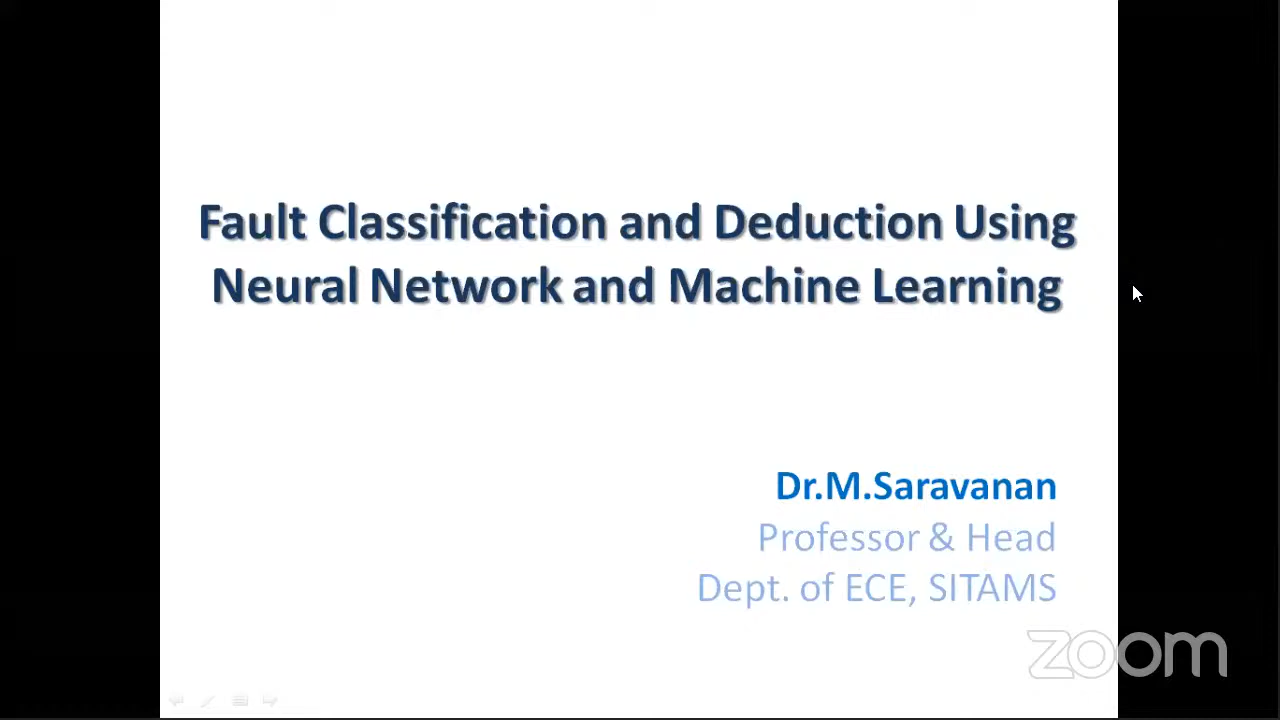 Fault Classification and Deduction Using
Neural Network and Machine Learning
Dr.M.Saravanan
Professor & Head
Dept. of ECE, SITAMS
zoom